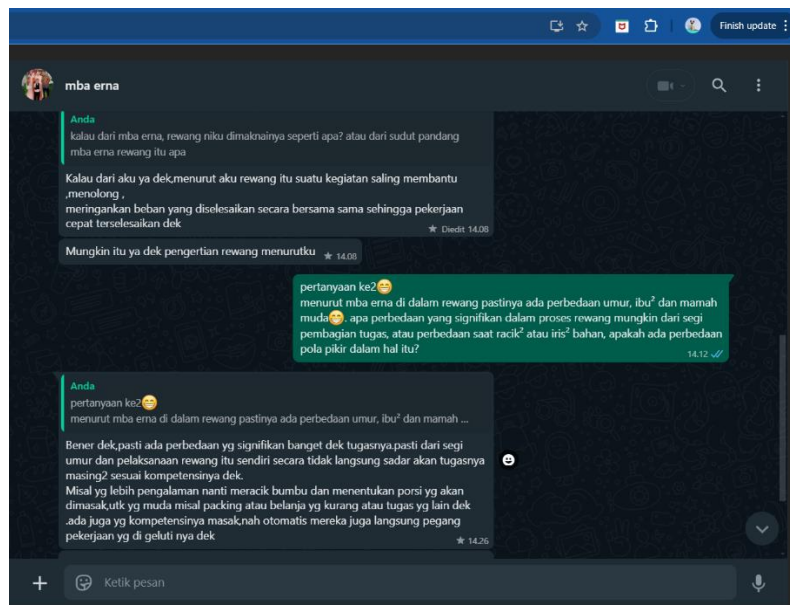 Finish update
mba erna
Anda
kalau dari mba erna, rewang niku dimaknainya seperti apa? atau dari sudut pandang
mba erna rewang itu apa
Kalau dari aku ya dek,menurut aku rewang itu suatu kegiatan saling membantu
,menolong ,
meringankan beban yang diselesaikan secara bersama sama sehingga pekerjaan
cepat terselesaikan dek
Diedit 14.08
Mungkin itu ya dek pengertian rewang menurutku 14.08
pertanyaan ke2😁
menurut mba erna di dalam rewang pastinya ada perbedaan umur, ibu² dan mamah
muda😁. apa perbedaan yang signifikan dalam proses rewang mungkin dari segi
pembagian tugas, atau perbedaan saat racik² atau iris² bahan, apakah ada perbedaan
pola pikir dalam hal itu?
14.12
Anda
pertanyaan ke2😁
menurut mba erna di dalam rewang pastinya ada perbedaan umur, ibu² dan mamah ...
Bener dek,pasti ada perbedaan yg signifikan banget dek tugasnya.pasti dari segi
umur dan pelaksanaan rewang itu sendiri secara tidak langsung sadar akan tugasnya
masing2 sesuai kompetensinya dek.
Misal yg lebih pengalaman nanti meracik bumbu dan menentukan porsi yg akan
dimasak,utk yg muda misal packing atau belanja yg kurang atau tugas yg lain dek
.ada juga yg kompetensinya masak,nah otomatis mereka juga langsung pegang
pekerjaan yg di geluti nya dek
14.26
Ketik pesan